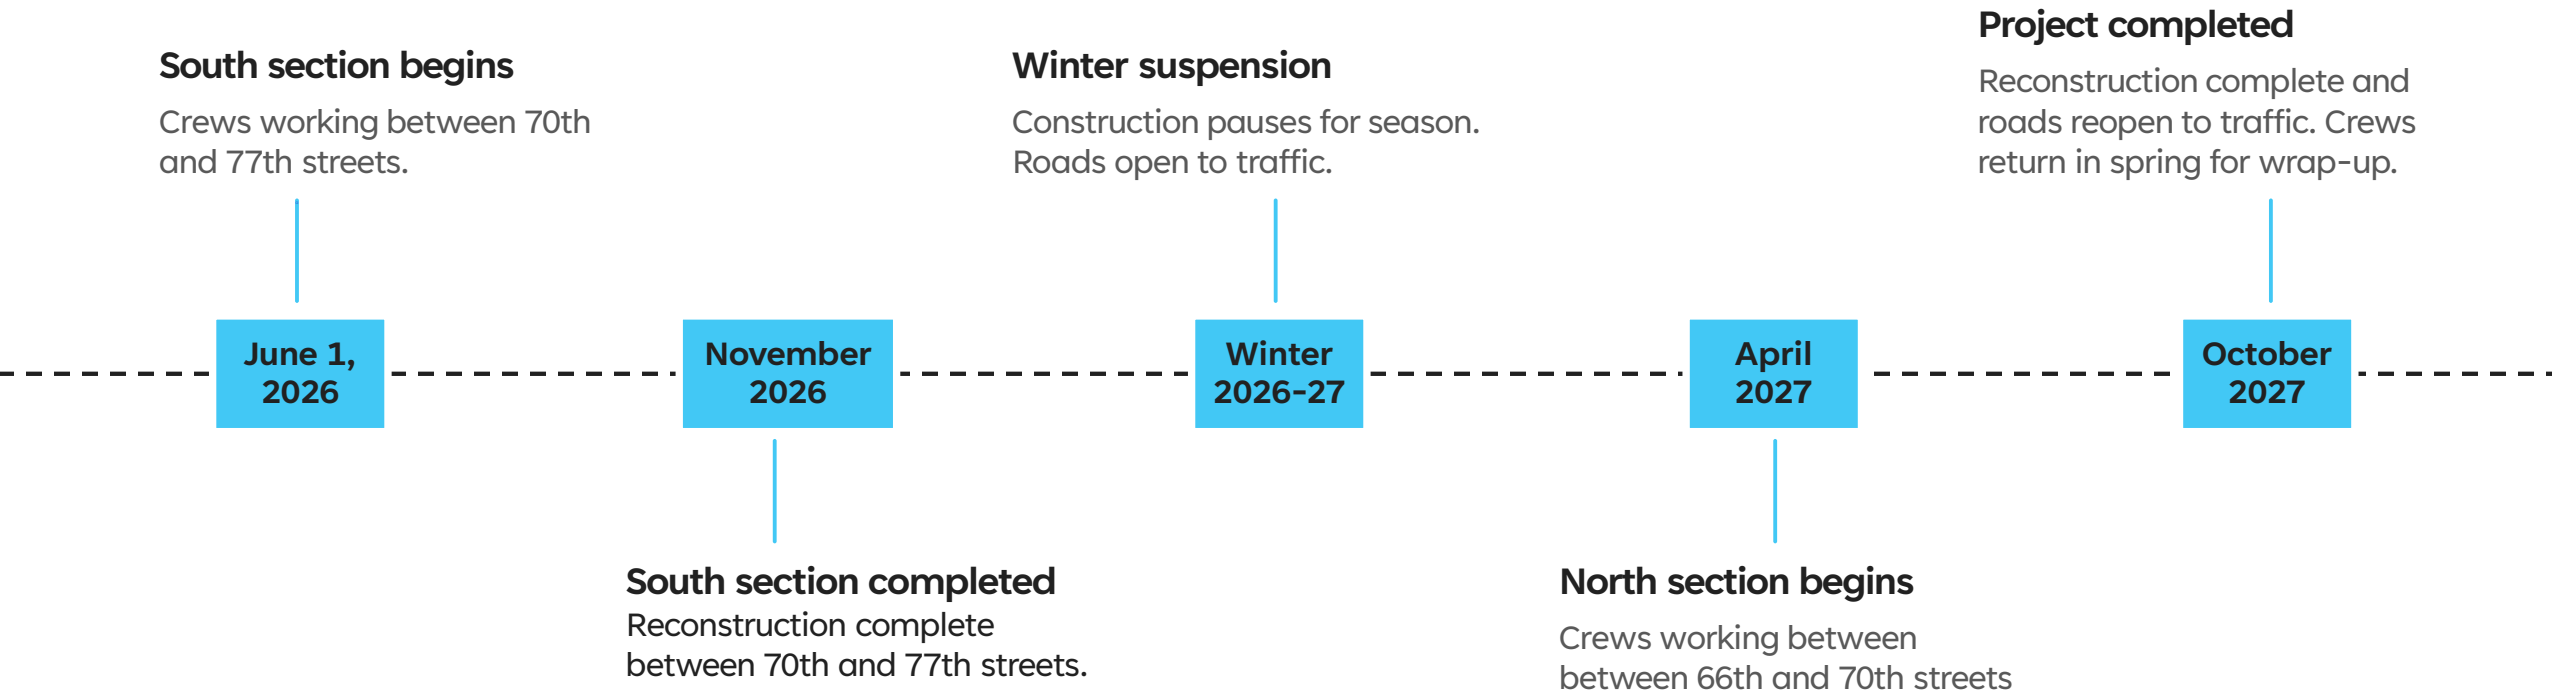 South section begins
Crews working between 70th
and 77th streets.
June 1,
2026
November
2026
South section completed
Reconstruction complete
between 70th and 77th streets.
Winter suspension
Construction pauses for season.
Roads open to traffic.
Winter
2026-27
April
2027
North section begins
Crews working between
between 66th and 70th streets
Project completed
Reconstruction complete and
roads reopen to traffic. Crews
return in spring for wrap-up.
October
2027